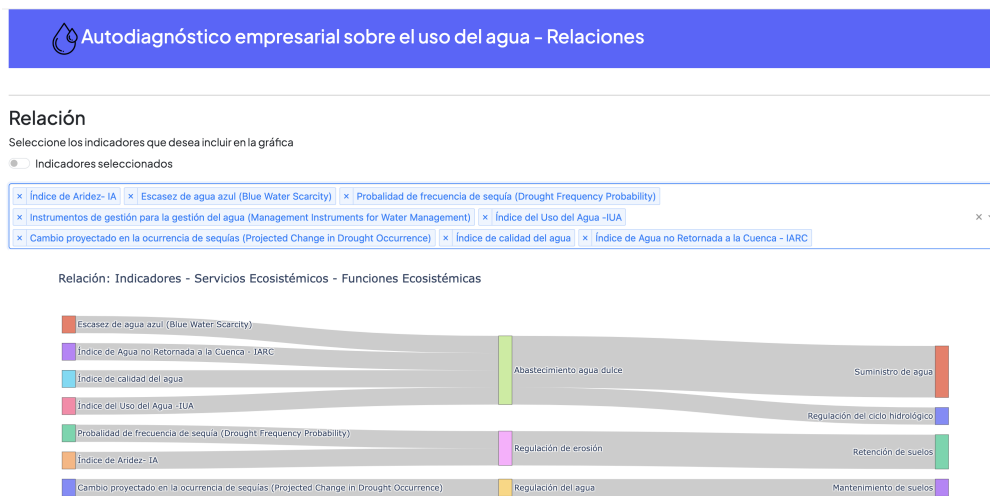 Autodiagnóstico empresarial sobre el uso del agua - Relaciones
Relación
Seleccione los indicadores que desea incluir en la gráfica
Indicadores seleccionados
× Índice de Aridez- IA × Escasez de agua azul (Blue Water Scarcity) × Probalidad de frecuencia de sequía (Drought Frequency Probability)
× Instrumentos de gestión para la gestión del agua (Management Instruments for Water Management) × Índice del Uso del Agua -IUA
× Cambio proyectado en la ocurrencia de sequías (Projected Change in Drought Occurrence) × Índice de calidad del agua × Índice de Agua no Retornada a la Cuenca - IARC
×
Relación: Indicadores - Servicios Ecosistémicos - Funciones Ecosistémicas
Escasez de agua azul (Blue Water Scarcity)
Índice de Agua no Retornada a la Cuenca - IARC
Índice de calidad del agua
Índice del Uso del Agua -IUA
Probalidad de frecuencia de sequía (Drought Frequency Probability)
Índice de Aridez- IA
Cambio proyectado en la ocurrencia de sequías (Projected Change in Drought Occurrence)
Abastecimiento agua dulce
Regulación de erosión
Regulación del agua
Suministro de agua
Regulación del ciclo hidrológico
Retención de suelos
Mantenimiento de suelos